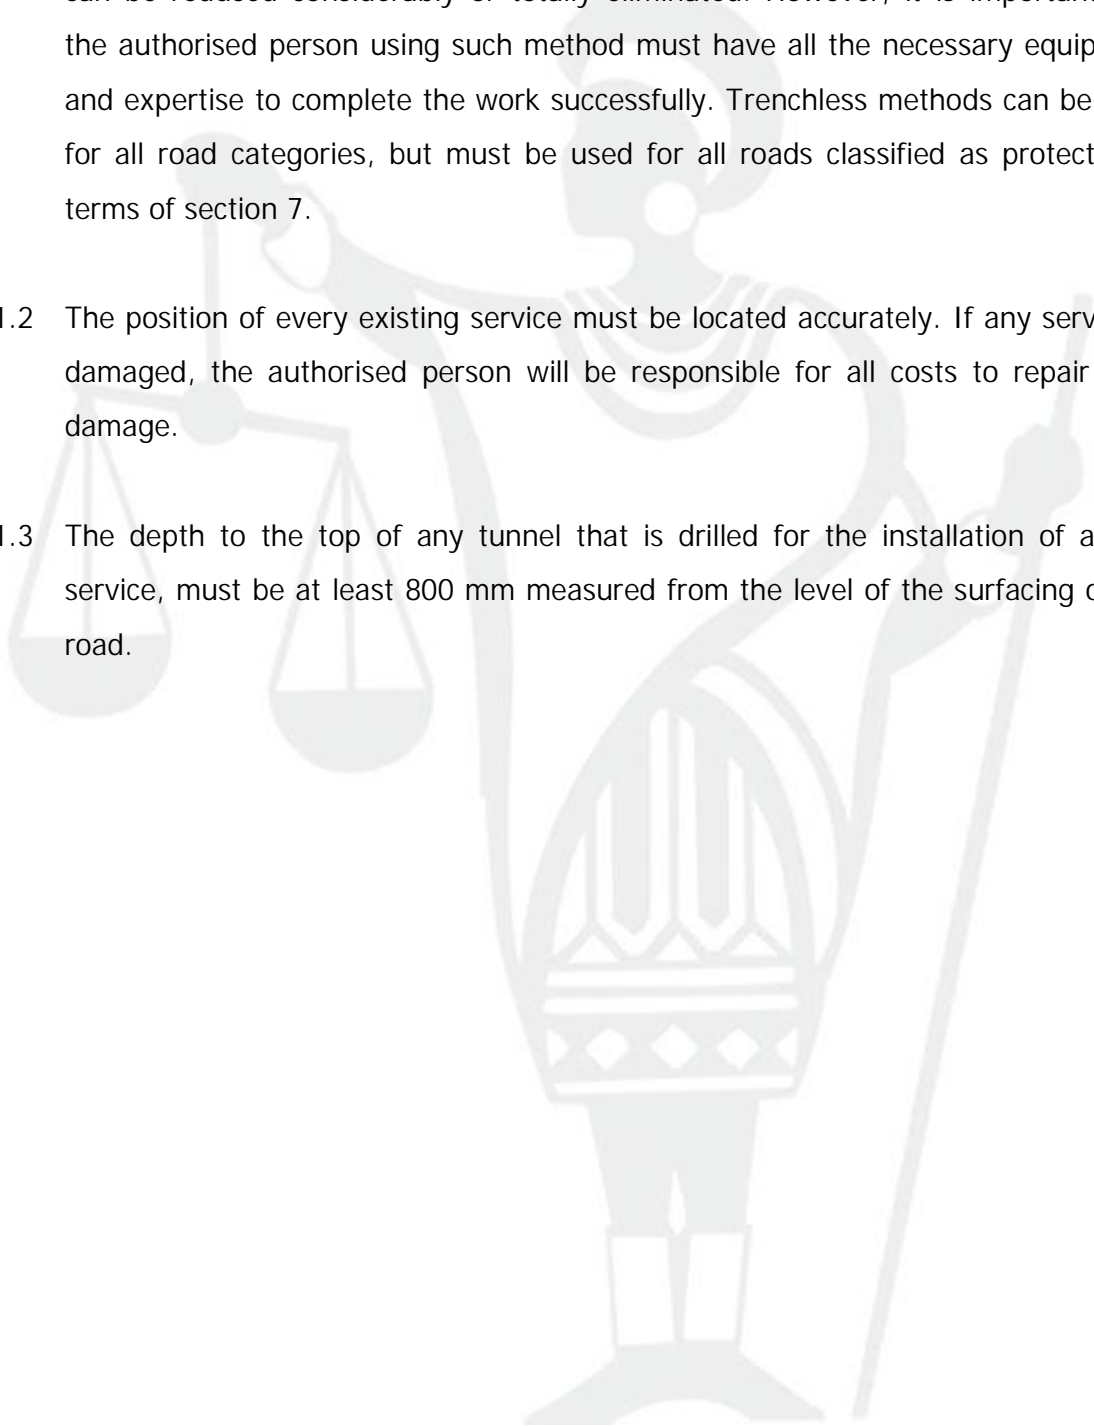 can be reduced considerably or totally eliminated. However, it is important
the authorised person using such method must have all the necessary equip
and expertise to complete the work successfully. Trenchless methods can be
for all road categories, but must be used for all roads classified as protect
terms of section 7.
1.2 The position of every existing service must be located accurately. If any serv
damaged, the authorised person will be responsible for all costs to repair
damage.
1.3 The depth to the top of any tunnel that is drilled for the installation of a
service, must be at least 800 mm measured from the level of the surfacing o
road.